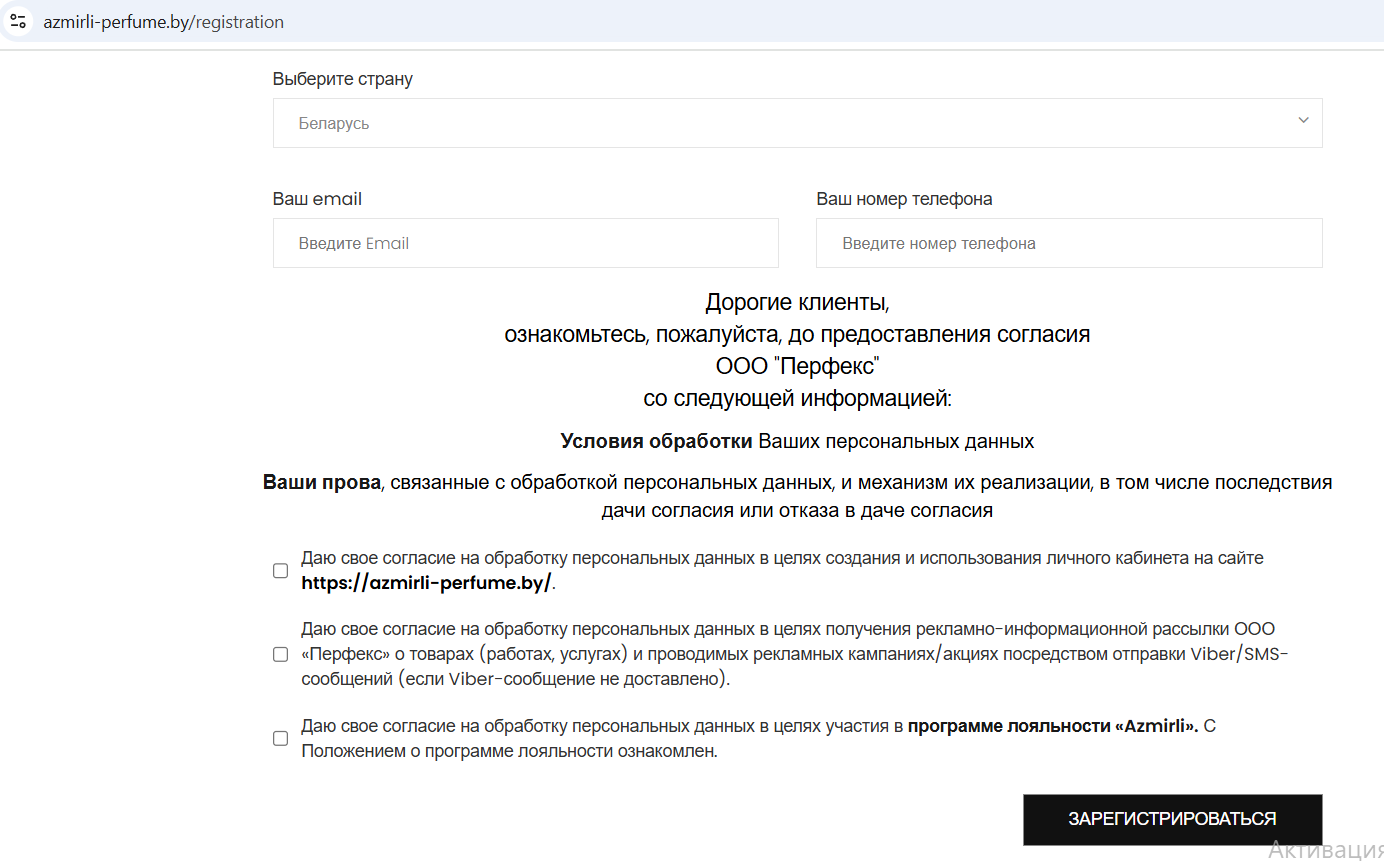 azmirli-perfume.by/registration
Выберите страну
Беларусь
Ваш email
Ваш номер телефона
Введите Email
Введите номер телефона
Дорогие клиенты,
ознакомьтесь, пожалуйста, до предоставления согласия
ООО "Перфекс"
со следующей информацией:
Условия обработки Ваших персональных данных
Ваши прова, связанные с обработкой персональных данных, и механизм их реализации, в том числе последствия
дачи согласия или отказа в даче согласия
Даю свое согласие на обработку персональных данных в целях создания и использования личного кабинета на сайте
https://azmirli-perfume.by/.
Даю свое согласие на обработку персональных данных в целях получения рекламно-информационной рассылки ООО
«Перфекс» о товарах (работах, услугах) и проводимых рекламных кампаниях/акциях посредством отправки Viber/SMS-
сообщений (если Viber-сообщение не доставлено).
Даю свое согласие на обработку персональных данных в целях участия в программе лояльности «Azmirli». С
Положением о программе лояльности ознакомлен.
ЗАРЕГИСТРИРОВАТЬСЯ
Активация